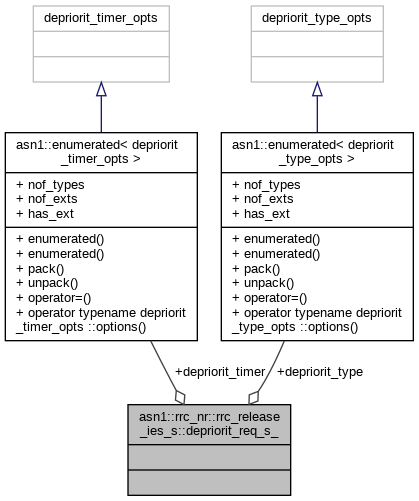 depriorit_timer_opts
depriorit_type_opts
asn1::enumerated< depriorit
_timer_opts >
+ nof_types
+ nof_exts
+ has_ext
+ enumerated()
+ enumerated()
+ pack()
+ unpack()
+ operator=()
+ operator typename depriorit
_timer_opts ::options()
asn1::enumerated< depriorit
_type_opts >
+ nof_types
+ nof_exts
+ has_ext
+ enumerated()
+ enumerated()
+ pack()
+ unpack()
+ operator=()
+ operator typename depriorit
_type_opts ::options()
+depriorit_timer
+depriorit_type
asn1::rrc_nr::rrc_release
_ies_s::depriorit_req_s_